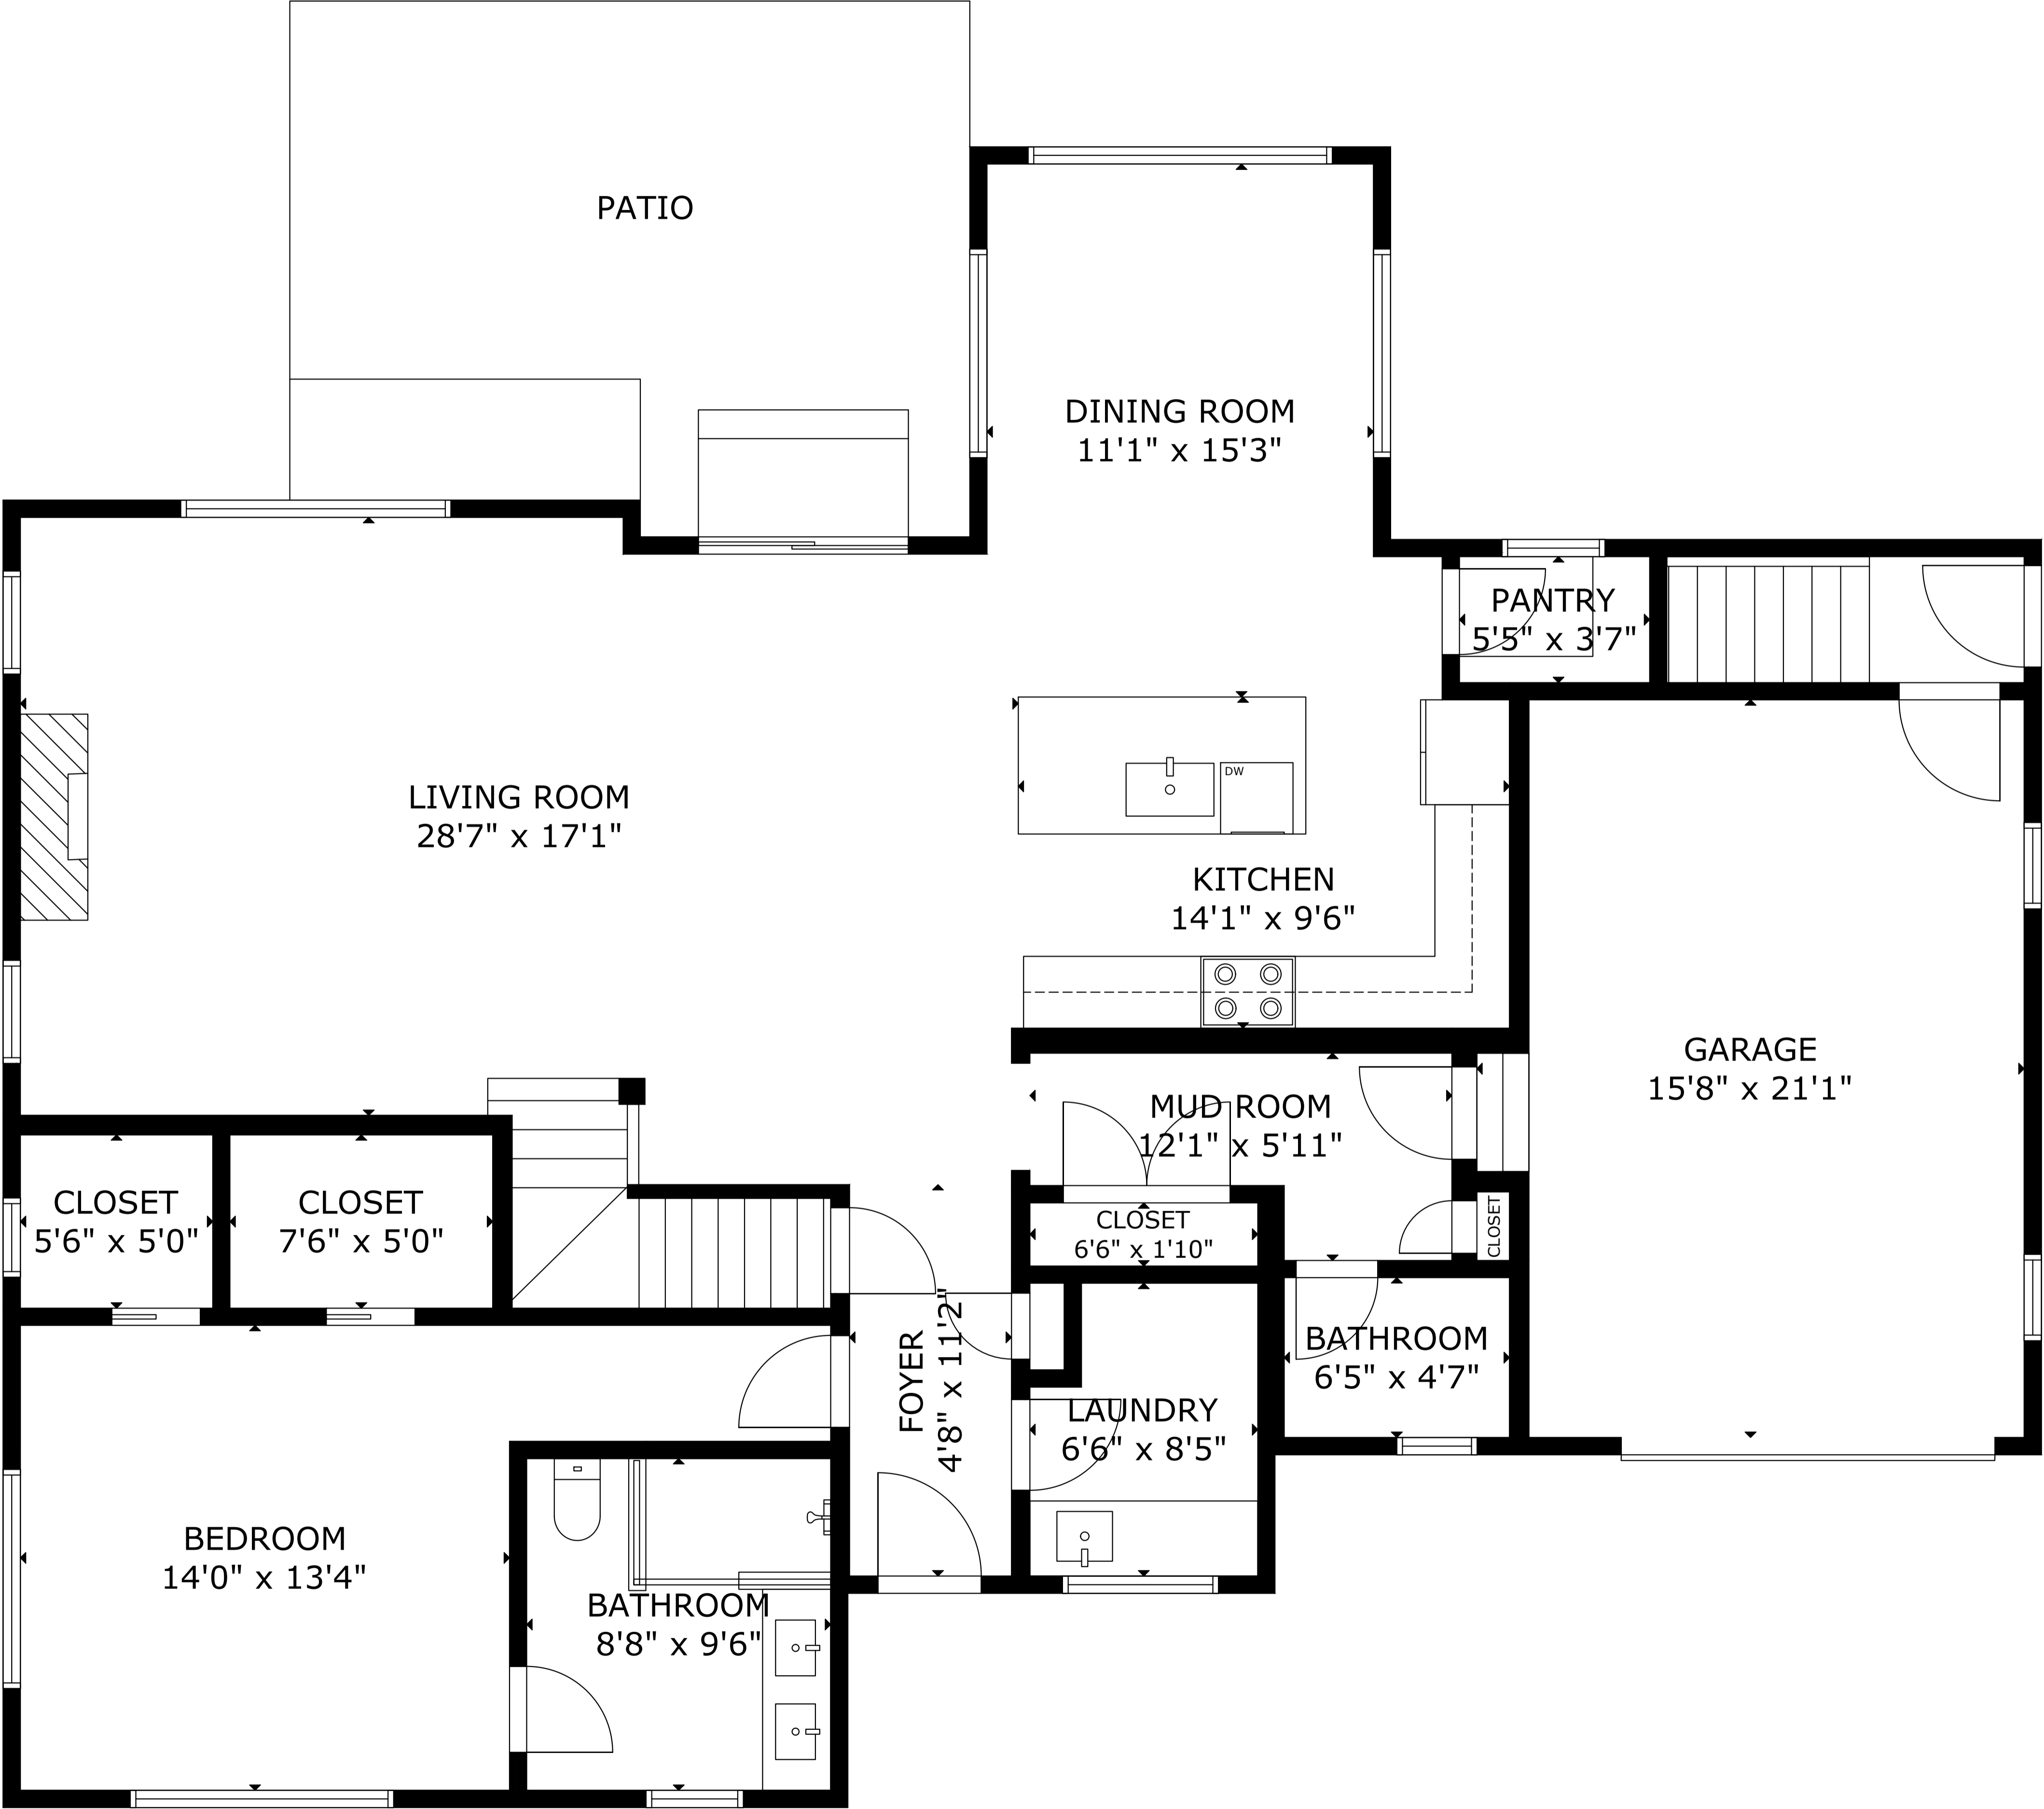 PATIO
DINING ROOM
11'1" x 15'3"
PANTRY
5'5" x 3'7"
LIVING ROOM
28'7" x 17'1"
DW
KITCHEN
14'1" x 9'6"
GARAGE
15'8" x 21'1"
MUD ROOM
12'1" x 5'11"
CLOSET
5'6" x 5'0"
CLOSET
7'6" x 5'0"
CLOSET
6'6" x 1'10"
CLOSET
FOYER
4'8" x 11'2"
BATHROOM
6'5" x 4'7"
LAUNDRY
6'6" x 8'5"
BEDROOM
14'0" x 13'4"
BATHROOM
8'8" x 9'6"